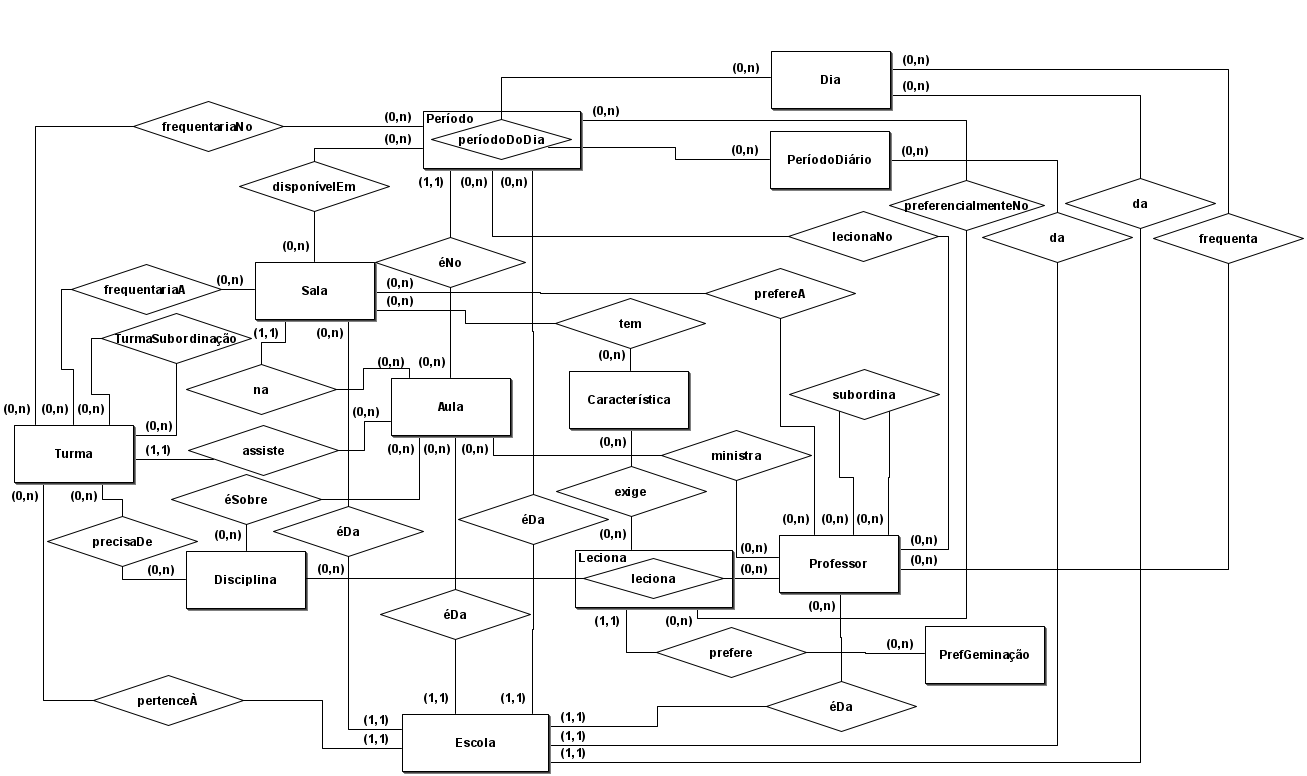 (0,n)
(0,n)
Dia
(0,n)
frequentariaNo
(0,n)
Período
(0,n)
(0,n)
períodoDoDia
(0,n)
PeríodoDiário
(0,n)
disponívelEm
(1,1)
(0,n)
(0,n)
preferencialmenteNo
da
(0,n)
lecionaNo
da
frequenta
éNo
frequentariaA
(0,n)
Sala
(0,n)
prefereA
(0,n)
tem
TurmaSubordinação
(1,1)
(0,n)
(0,n)
(0,n)
(0,n)
na
Aula
Característica
subordina
(0,n)
(0,n)
(0,n)
(0,n)
(0,n)
Turma
(1,1)
assiste
(0,n)
(0,n)
(0,n)
(0,n)
ministra
(0,n)
(0,n)
éSobre
exige
(0,n)
éDa
éDa
(0,n)
(0,n)
(0,n)
(0,n)
precisaDe
(0,n)
(0,n)
Leciona
(0,n)
(0,n)
Disciplina
(0,n)
leciona
(0,n)
Professor
(0,n)
éDa
(1,1)
(0,n)
(0,n)
prefere
(0,n)
PrefGeminação
pertenceÀ
(1,1)
(1,1)
éDa
(1,1)
(1,1)
(1,1)
Escola
(1,1)
(1,1)